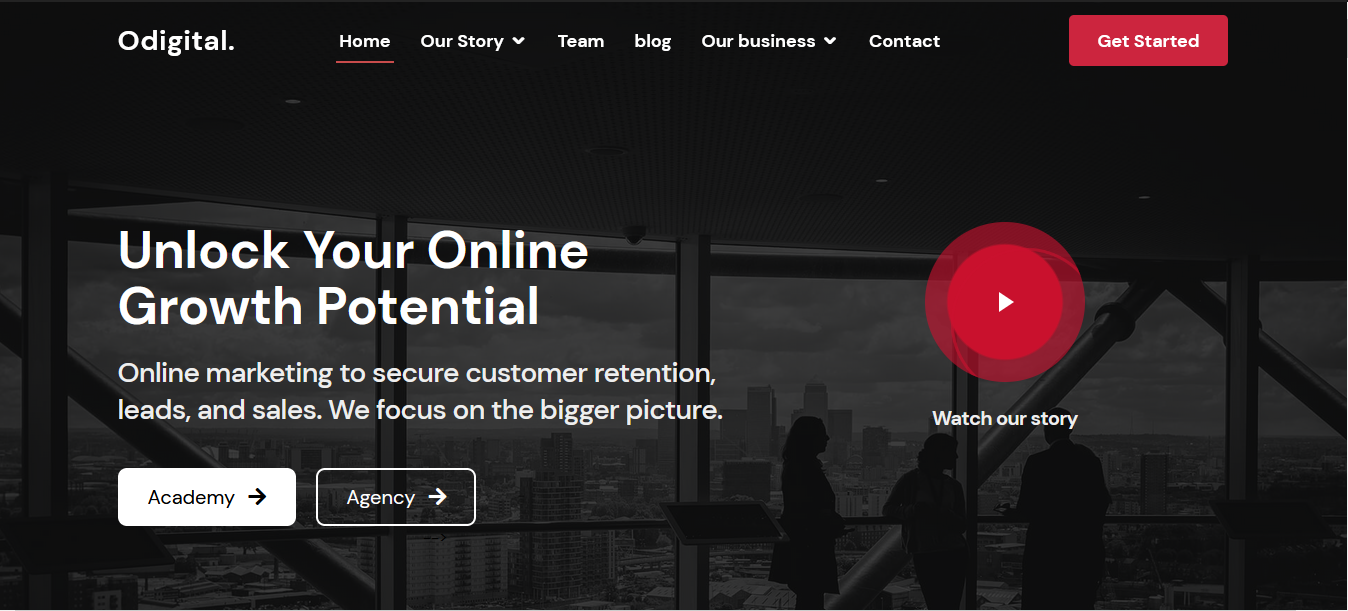 Odigital.
Home
Our Story
Team
blog
Our business
Contact
Get Started
Unlock Your Online
Growth Potential
Online marketing to secure customer retention,
leads, and sales. We focus on the bigger picture.
Academy
Agency
Watch our story